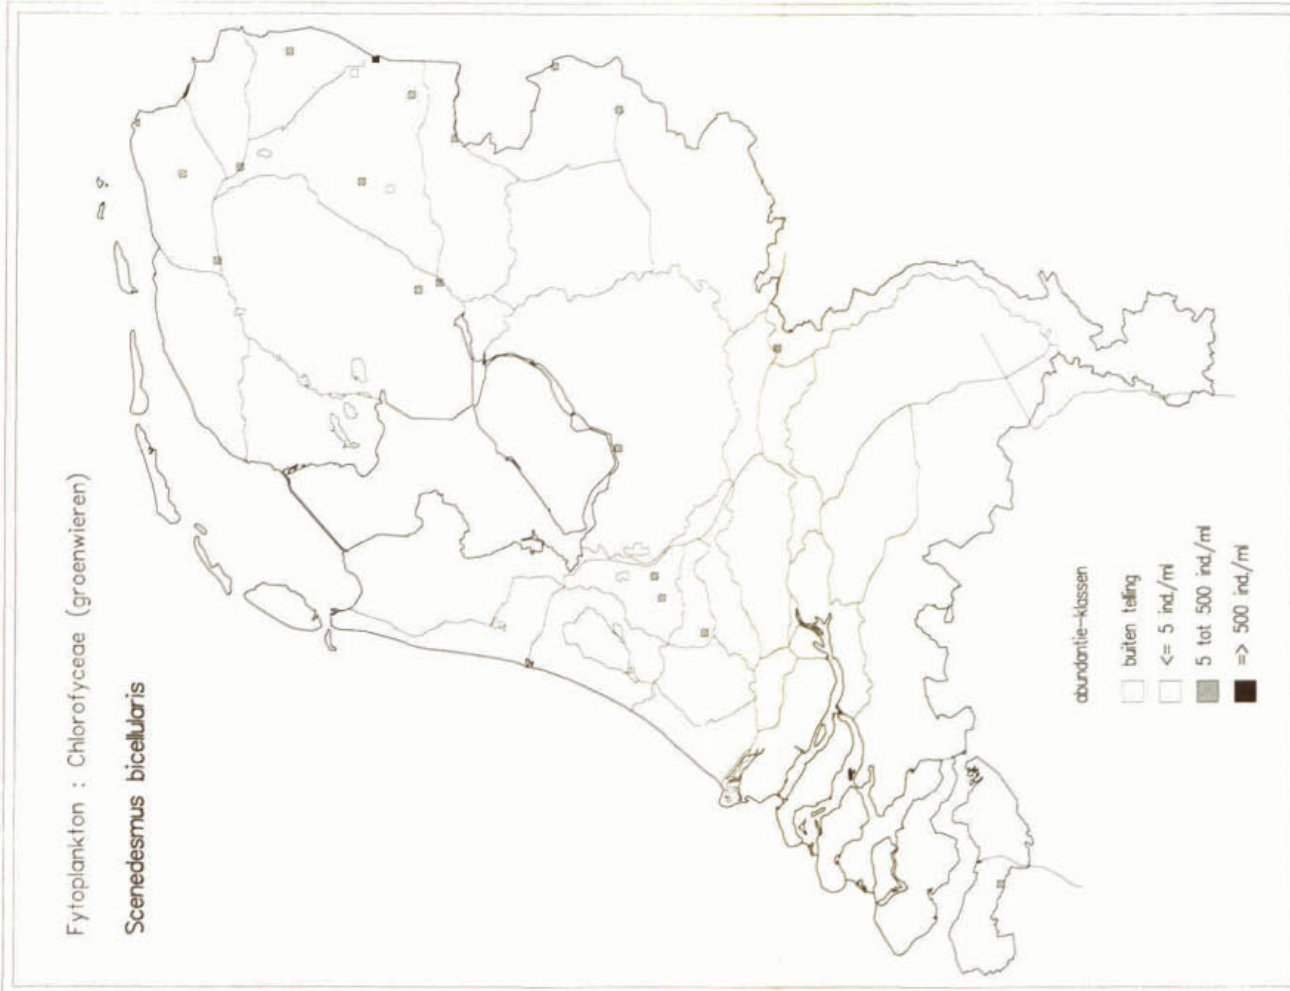 Fytoplankton : Chlorofyceae (groenwieren)
Scenedesmus bicellularis
abundantie-klassen
buiten telling
<= 5 ind./ml
5 tot 500 ind./ml
=> 500 ind./ml